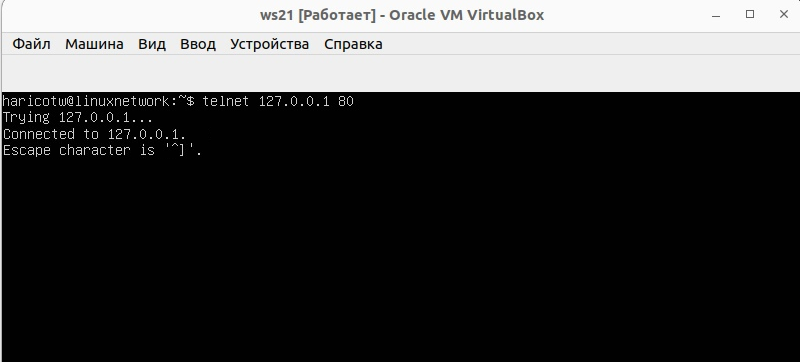 ws21 [Работает] - Oracle VM VirtualBox
Файл Машина Вид Ввод Устройства Справка
haricotw@linuxnetwork:~$ telnet 127.0.0.1 80
Trying 127.0.0.1...
Connected to 127.0.0.1.
Escape character is '^]'.